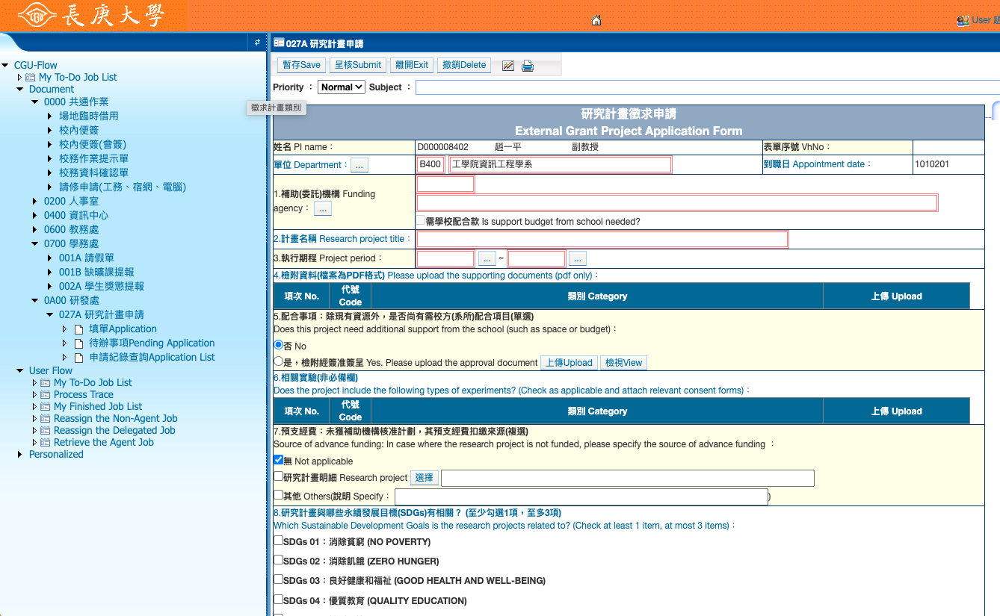 長庚大學
User 趙
027A 研究計畫申請
CGU-Flow
My To-Do Job List
Document
0000 共通作業
場地臨時借用
校內便簽
校內便簽(會簽)
校務作業提示單
校務資料確認單
請修申請(工務、宿網、電腦)
0200 人事室
0400 資訊中心
0600 教務處
0700 學務處
001A 請假單
001B 缺曠課提報
002A 學生獎懲提報
0A00 研發處
027A 研究計畫申請
填單Application
待辦事項Pending Application
申請紀錄查詢Application List
User Flow
My To-Do Job List
Process Trace
My Finished Job List
Reassign the Non-Agent Job
Reassign the Delegated Job
Retrieve the Agent Job
Personalized
暫存Save 呈核Submit 離開Exit 撤銷Delete
Priority ： Normal Subject ：
徵求計畫類別
研究計畫徵求申請
External Grant Project Application Form
姓名 PI name： D000008402 趙一平 副教授 表單序號 VhNo：
單位 Department： ... B400 工學院資訊工程學系 到職日 Appointment date： 1010201
1.補助(委託)機構 Funding
agency： ...
需學校配合款 Is support budget from school needed?
2.計畫名稱 Research project title：
3.執行期程 Project period： ... ~ ...
4.檢附資料(檔案為PDF格式) Please upload the supporting documents (pdf only)：
項次 No. 代號 Code 類別 Category 上傳 Upload
5.配合事項：除現有資源外，是否尚有需校方(系所)配合項目(單選)
Does this project need additional support from the school (such as space or budget)：
否 No
是，檢附經簽准簽呈 Yes. Please upload the approval document 上傳Upload 檢視View
6.相關實驗(非必備欄)
Does the project include the following types of experiments? (Check as applicable and attach relevant consent forms)：
項次 No. 代號 Code 類別 Category 上傳 Upload
7.預支經費：未獲補助機構核准計劃，其預支經費扣繳來源(複選)
Source of advance funding: In case where the research project is not funded, please specify the source of advance funding ：
無 Not applicable
研究計畫明細 Research project 選擇
其他 Others(說明 Specify： )
8.研究計畫與哪些永續發展目標(SDGs)有相關？ (至少勾選1項，至多3項)
Which Sustainable Development Goals is the research projects related to? (Check at least 1 item, at most 3 items)：
SDGs 01：消除貧窮 (NO POVERTY)
SDGs 02：消除飢餓 (ZERO HUNGER)
SDGs 03：良好健康和福祉 (GOOD HEALTH AND WELL-BEING)
SDGs 04：優質教育 (QUALITY EDUCATION)